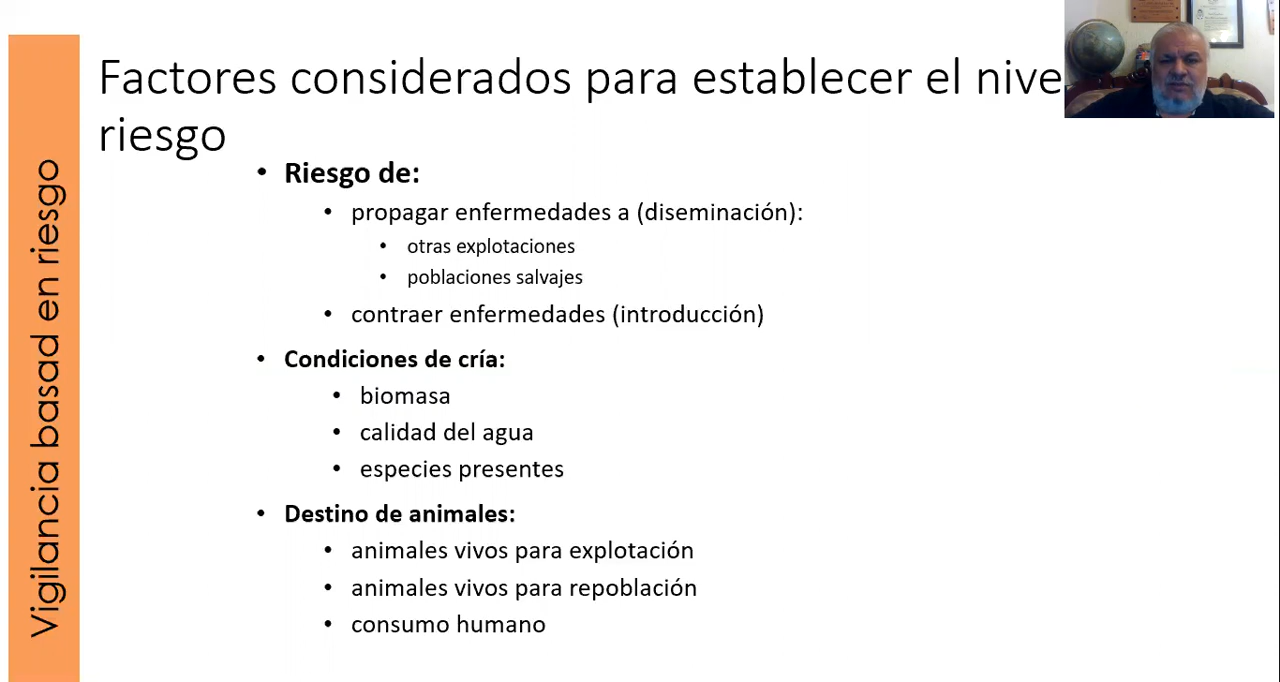 Factores considerados para establecer el nive
riesgo
Vigilancia basad en riesgo
• Riesgo de:
• propagar enfermedades a (diseminación):
• otras explotaciones
• poblaciones salvajes
• contraer enfermedades (introducción)
• Condiciones de cría:
• biomasa
• calidad del agua
• especies presentes
• Destino de animales:
• animales vivos para explotación
• animales vivos para repoblación
• consumo humano